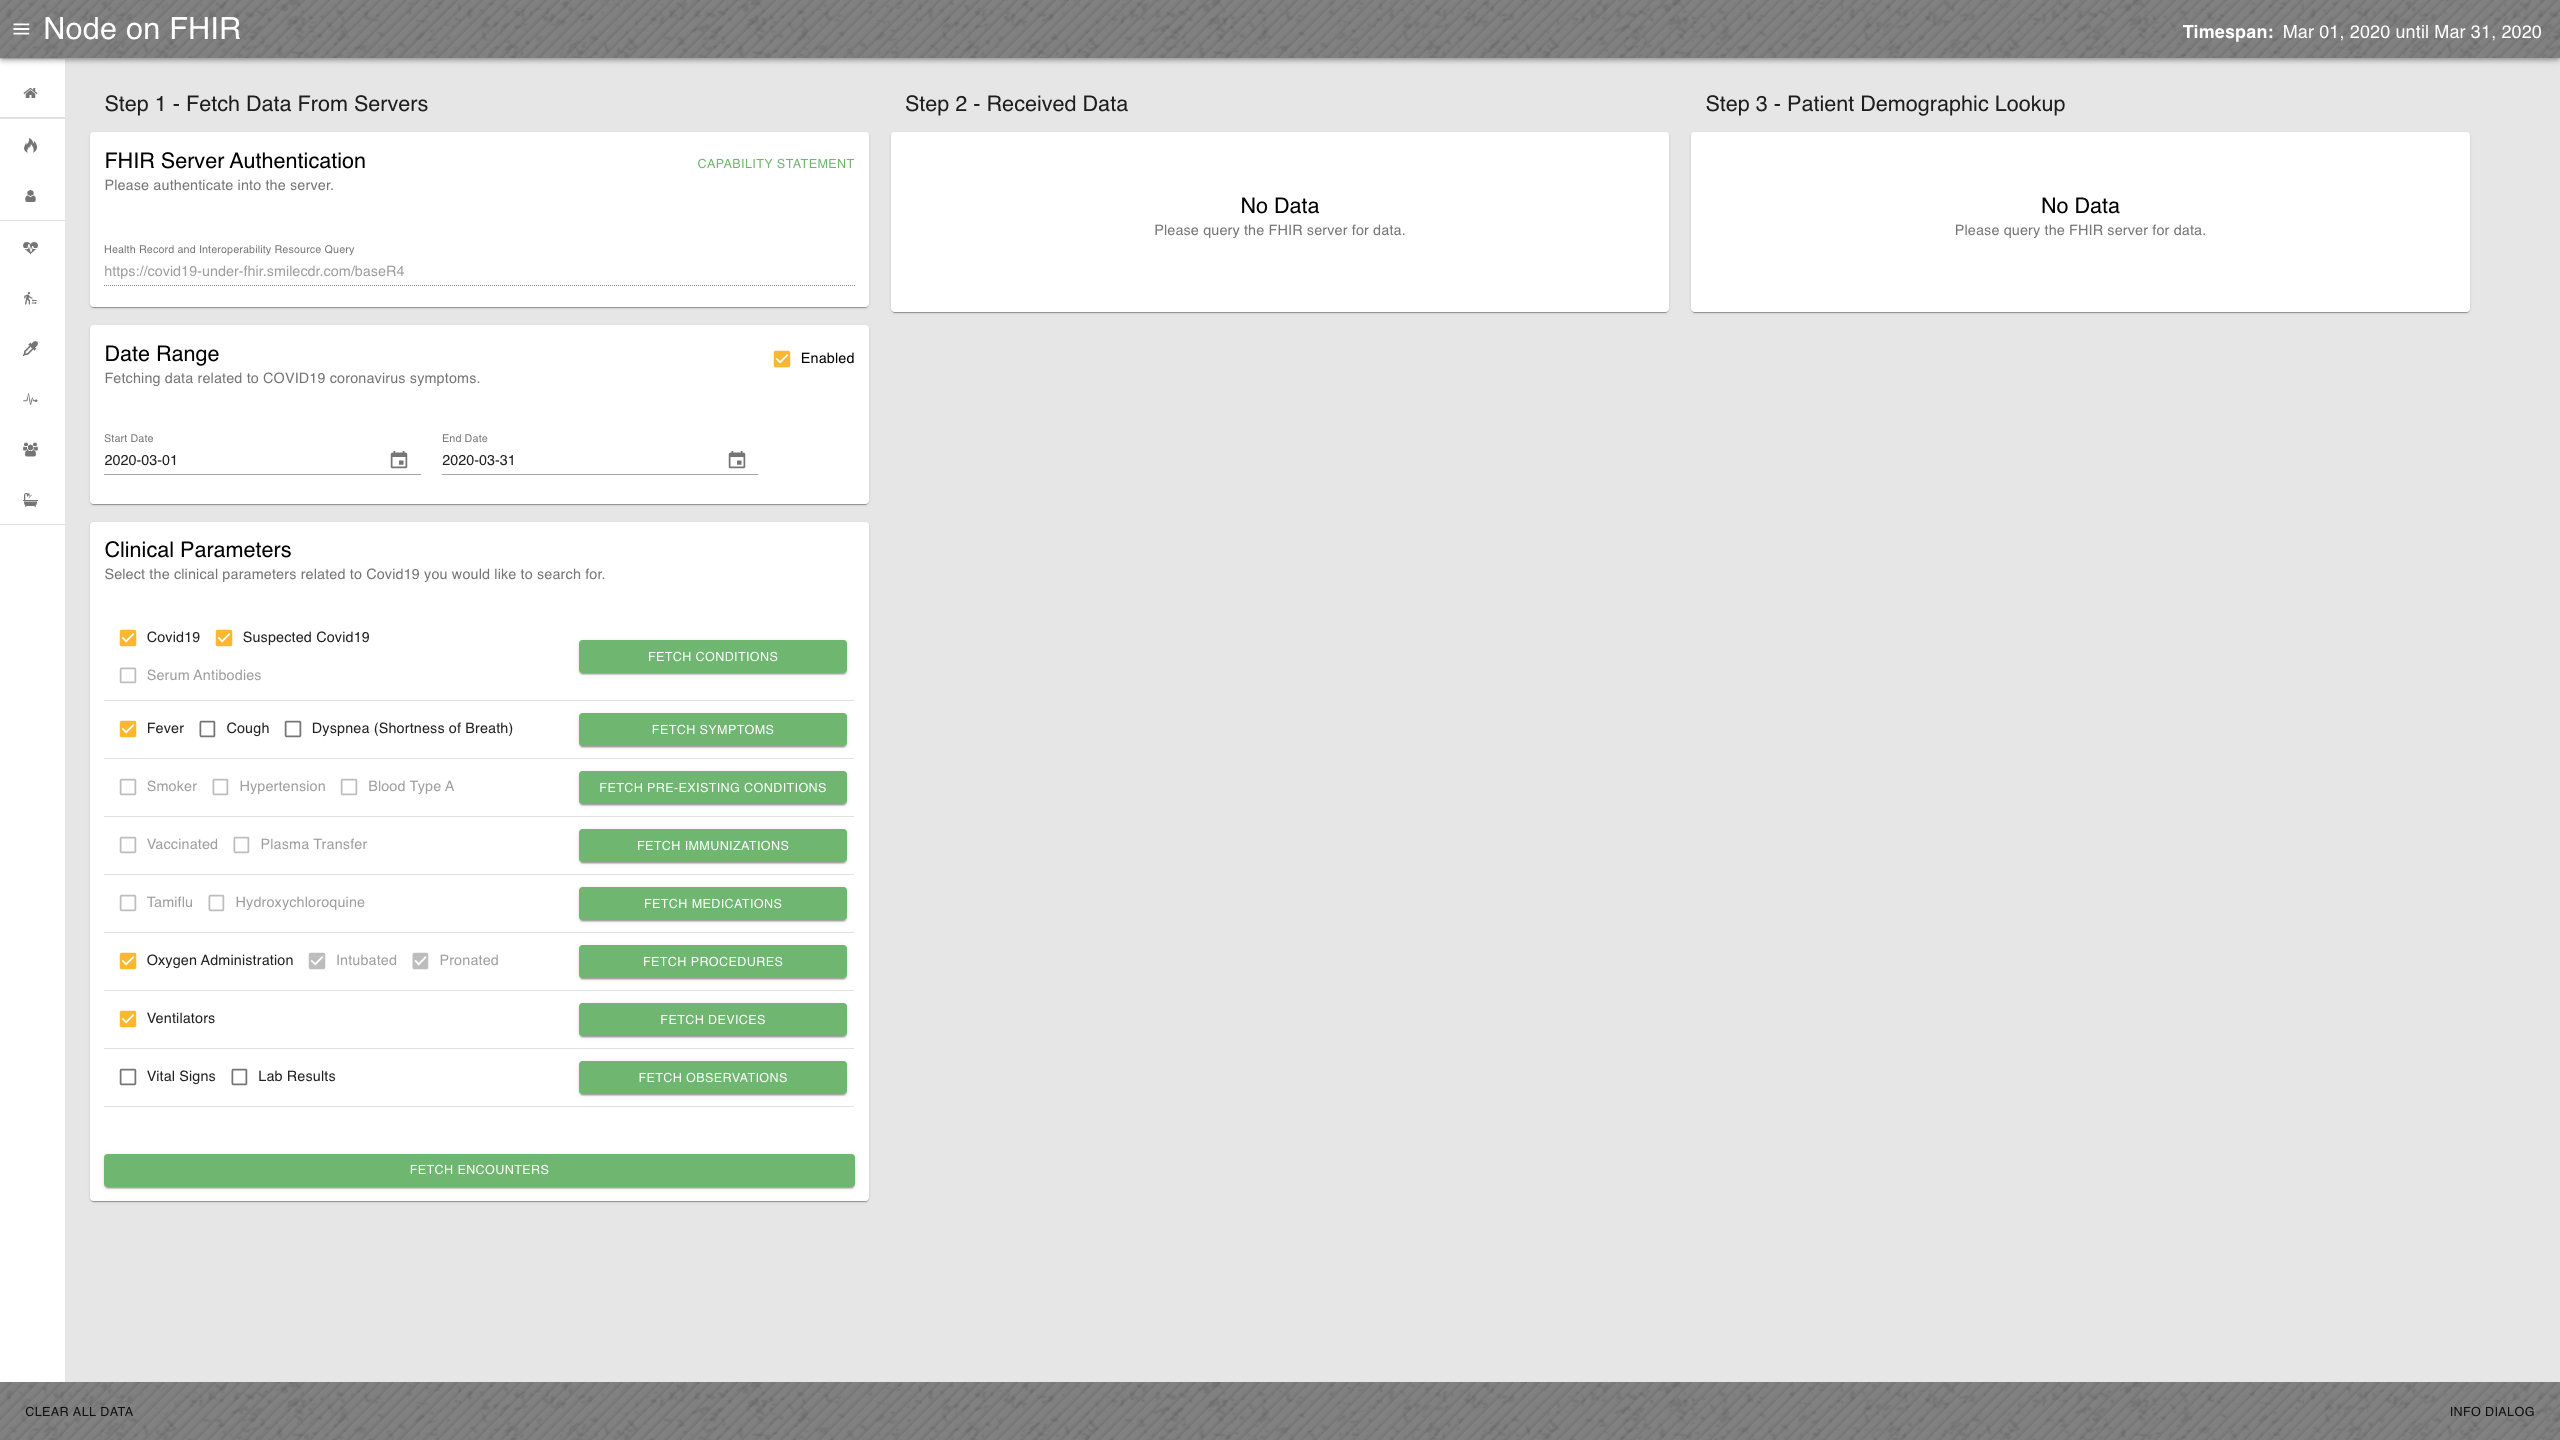 Node on FHIR
Timespan: Mar 01, 2020 until Mar 31, 2020
Step 1 - Fetch Data From Servers
FHIR Server Authentication
CAPABILITY STATEMENT
Please authenticate into the server.
Health Record and Interoperability Resource Query
https://covid19-under-fhir.smilecdr.com/baseR4
Date Range
Enabled
Fetching data related to COVID19 coronavirus symptoms.
Start Date
2020-03-01
End Date
2020-03-31
Clinical Parameters
Select the clinical parameters related to Covid19 you would like to search for.
Covid19 Suspected Covid19
Serum Antibodies
FETCH CONDITIONS
Fever Cough Dyspnea (Shortness of Breath)
FETCH SYMPTOMS
Smoker Hypertension Blood Type A
FETCH PRE-EXISTING CONDITIONS
Vaccinated Plasma Transfer
FETCH IMMUNIZATIONS
Tamiflu Hydroxychloroquine
FETCH MEDICATIONS
Oxygen Administration Intubated Pronated
FETCH PROCEDURES
Ventilators
FETCH DEVICES
Vital Signs Lab Results
FETCH OBSERVATIONS
FETCH ENCOUNTERS
Step 2 - Received Data
No Data
Please query the FHIR server for data.
Step 3 - Patient Demographic Lookup
No Data
Please query the FHIR server for data.
CLEAR ALL DATA
INFO DIALOG